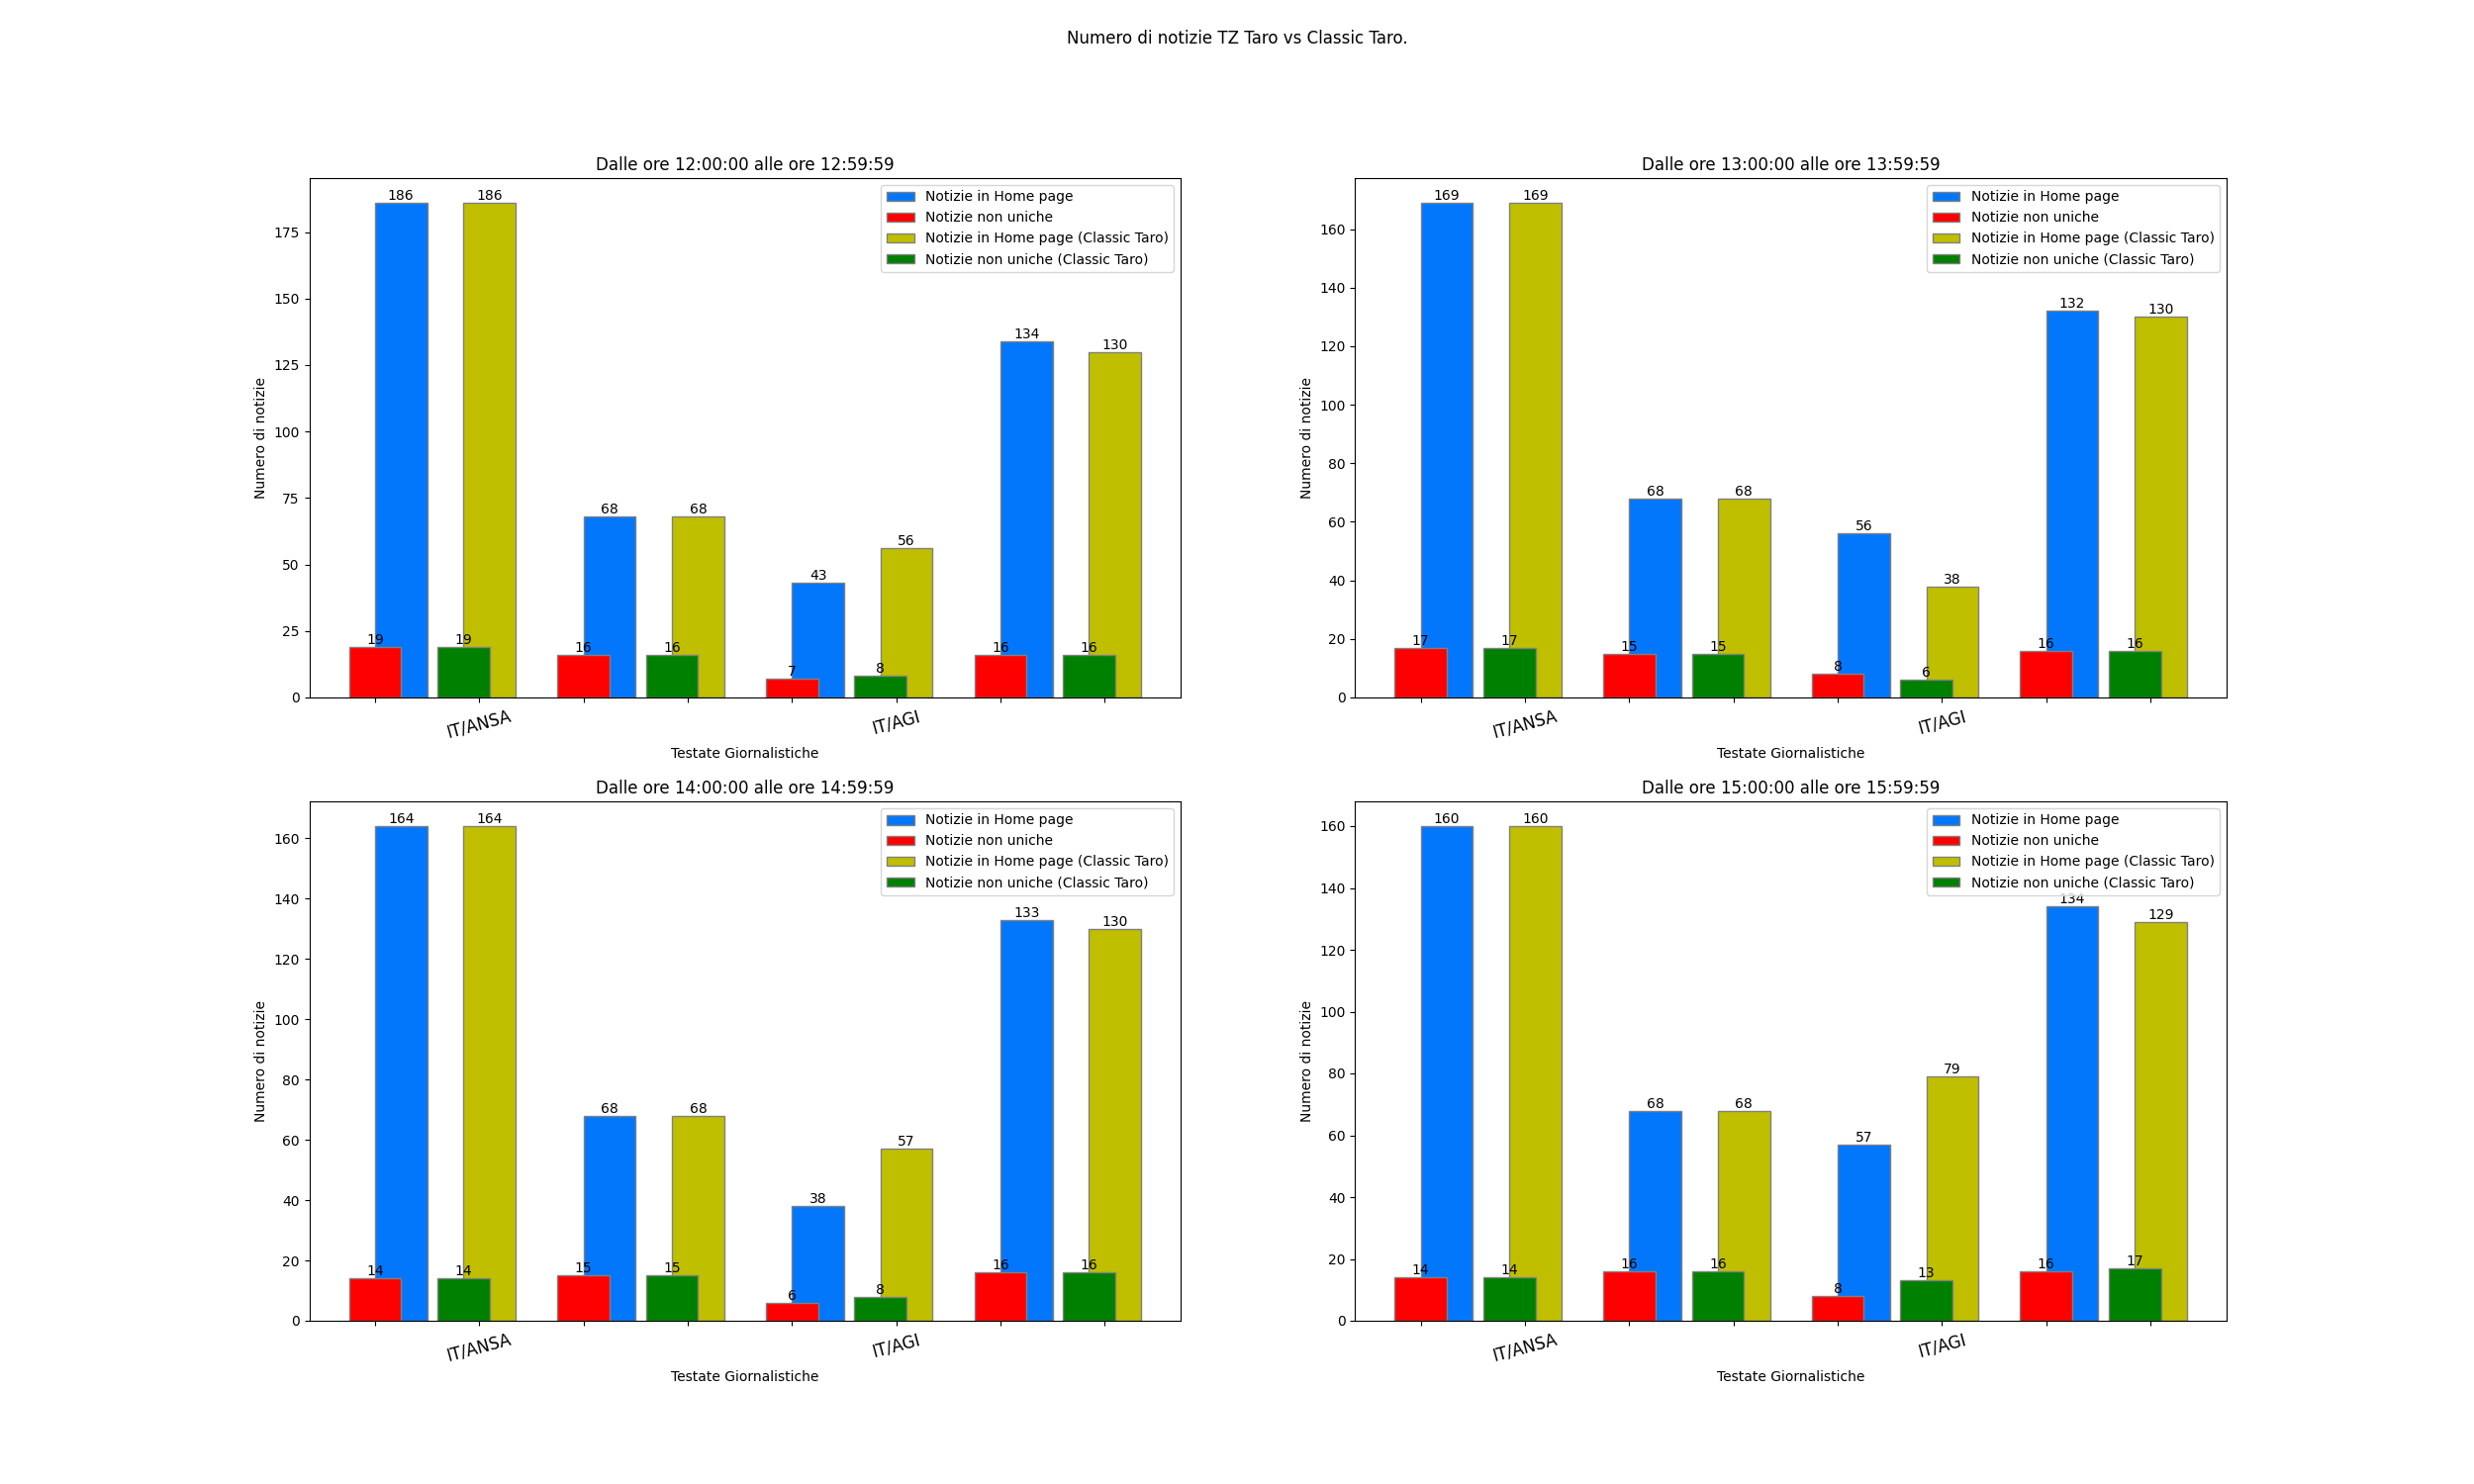 Numero di notizie TZ Taro vs Classic Taro.
Dalle ore 12:00:00 alle ore 12:59:59
Numero di notizie
175
150
125
100
75
50
25
0
186 186
68 68
43 56
134 130
19 19 16 16 7 8 16 16
Notizie in Home page
Notizie non uniche
Notizie in Home page (Classic Taro)
Notizie non uniche (Classic Taro)
IT/ANSA IT/AGI
Testate Giornalistiche
Dalle ore 13:00:00 alle ore 13:59:59
Numero di notizie
160
140
120
100
80
60
40
20
0
169 169
68 68
56 38
132 130
17 17 15 15 8 6 16 16
Notizie in Home page
Notizie non uniche
Notizie in Home page (Classic Taro)
Notizie non uniche (Classic Taro)
IT/ANSA IT/AGI
Testate Giornalistiche
Dalle ore 14:00:00 alle ore 14:59:59
Numero di notizie
160
140
120
100
80
60
40
20
0
164 164
68 68
38 57
133 130
14 14 15 15 6 8 16 16
Notizie in Home page
Notizie non uniche
Notizie in Home page (Classic Taro)
Notizie non uniche (Classic Taro)
IT/ANSA IT/AGI
Testate Giornalistiche
Dalle ore 15:00:00 alle ore 15:59:59
Numero di notizie
160
140
120
100
80
60
40
20
0
160 160
68 68
57 79
134 129
14 14 16 16 8 13 16 17
Notizie in Home page
Notizie non uniche
Notizie in Home page (Classic Taro)
Notizie non uniche (Classic Taro)
IT/ANSA IT/AGI
Testate Giornalistiche